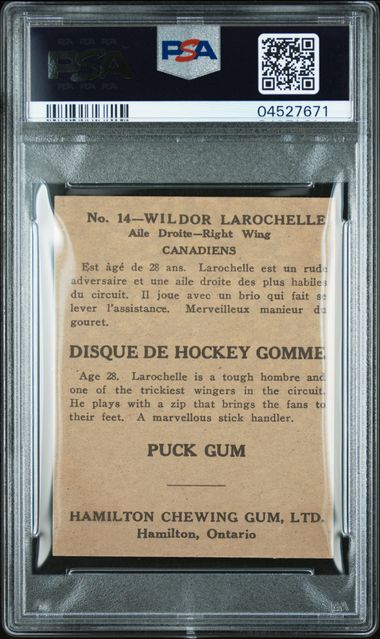 PSA
PSA
04527671
No. 14—WILDOR LAROCHELLE
Aile Droite—Right Wing
CANADIENS
Est âgé de 28 ans. Larochelle est un rude
adversaire et une aile droite des plus habiles
du circuit. Il joue avec un brio qui fait se
lever l'assistance. Merveilleux manieur du
gouret.
DISQUE DE HOCKEY GOMME
Age 28. Larochelle is a tough hombre and
one of the trickiest wingers in the circuit.
He plays with a zip that brings the fans to
their feet. A marvellous stick handler.
PUCK GUM
HAMILTON CHEWING GUM, LTD.
Hamilton, Ontario